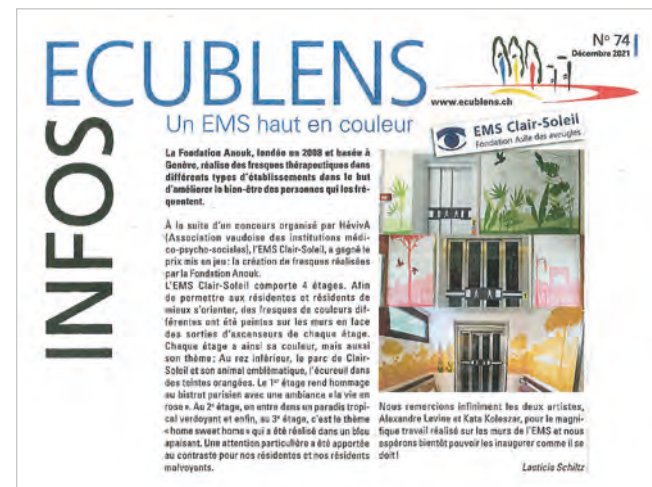 ECUBLENS
INFOS
N° 74
Décembre 2021
www.ecublens.ch
Un EMS haut en couleur
EMS Clair-Soleil
Fondation Asile des aveugles
La Fondation Anouk, fondée en 2008 et basée à
Genève, réalise des fresques thérapeutiques dans
différents types d'établissements dans le but
d'améliorer le bien-être des personnes qui les fré-
quentent.
À la suite d'un concours organisé par HévivA
(Association vaudoise des institutions médi-
co-psycho-sociales), l'EMS Clair-Soleil, a gagné le
prix mis en jeu: la création de fresques réalisées
par la Fondation Anouk.
L'EMS Clair-Soleil comporte 4 étages. Afin
de permettre aux résidentes et résidents de
mieux s'orienter, des fresques de couleurs dif-
férentes ont été peintes sur les murs en face
des sorties d'ascenseurs de chaque étage.
Chaque étage a ainsi sa couleur, mais aussi
son thème: Au rez inférieur, le parc de Clair-
Soleil et son animal emblématique, l'écureuil dans
des teintes orangées. Le 1er étage rend hommage
au bistrot parisien avec une ambiance «la vie en
rose». Au 2e étage, on entre dans un paradis tropi-
cal verdoyant et enfin, au 3e étage, c'est le thème
«home sweet home» qui a été réalisé dans un bleu
apaisant. Une attention particulière a été apportée
au contraste pour nos résidentes et nos résidents
malvoyants.
Nous remercions infiniment les deux artistes,
Alexandre Levine et Kata Koleszar, pour le magni-
fique travail réalisé sur les murs de l'EMS et nous
espérons bientôt pouvoir les inaugurer comme il se
doit!
Laeticia Schiltz